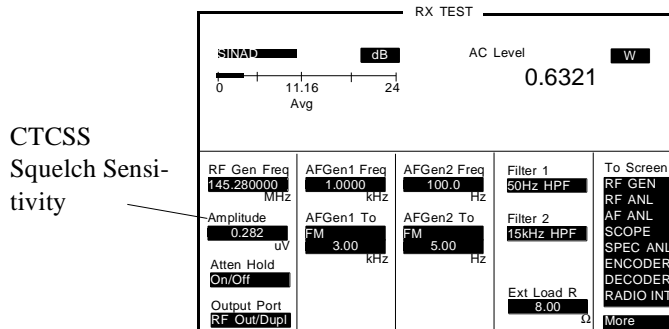 RX TEST
SINAD
dB
AC Level
W
0.6321
0
11.16
24
Avg
CTCSS
Squelch Sensi-
tivity
RF Gen Freq
145.280000
MHz
Amplitude
0.282
uV
Atten Hold
On/Off
Output Port
RF Out/Dupl
AFGen1 Freq
1.0000
kHz
AFGen1 To
FM
3.00
kHz
AFGen2 Freq
100.0
Hz
AFGen2 To
FM
5.00
Hz
Filter 1
50Hz HPF
Filter 2
15kHz HPF
Ext Load R
8.00
Ω
To Screen
RF GEN
RF ANL
AF ANL
SCOPE
SPEC ANL
ENCODER
DECODER
RADIO INT
More